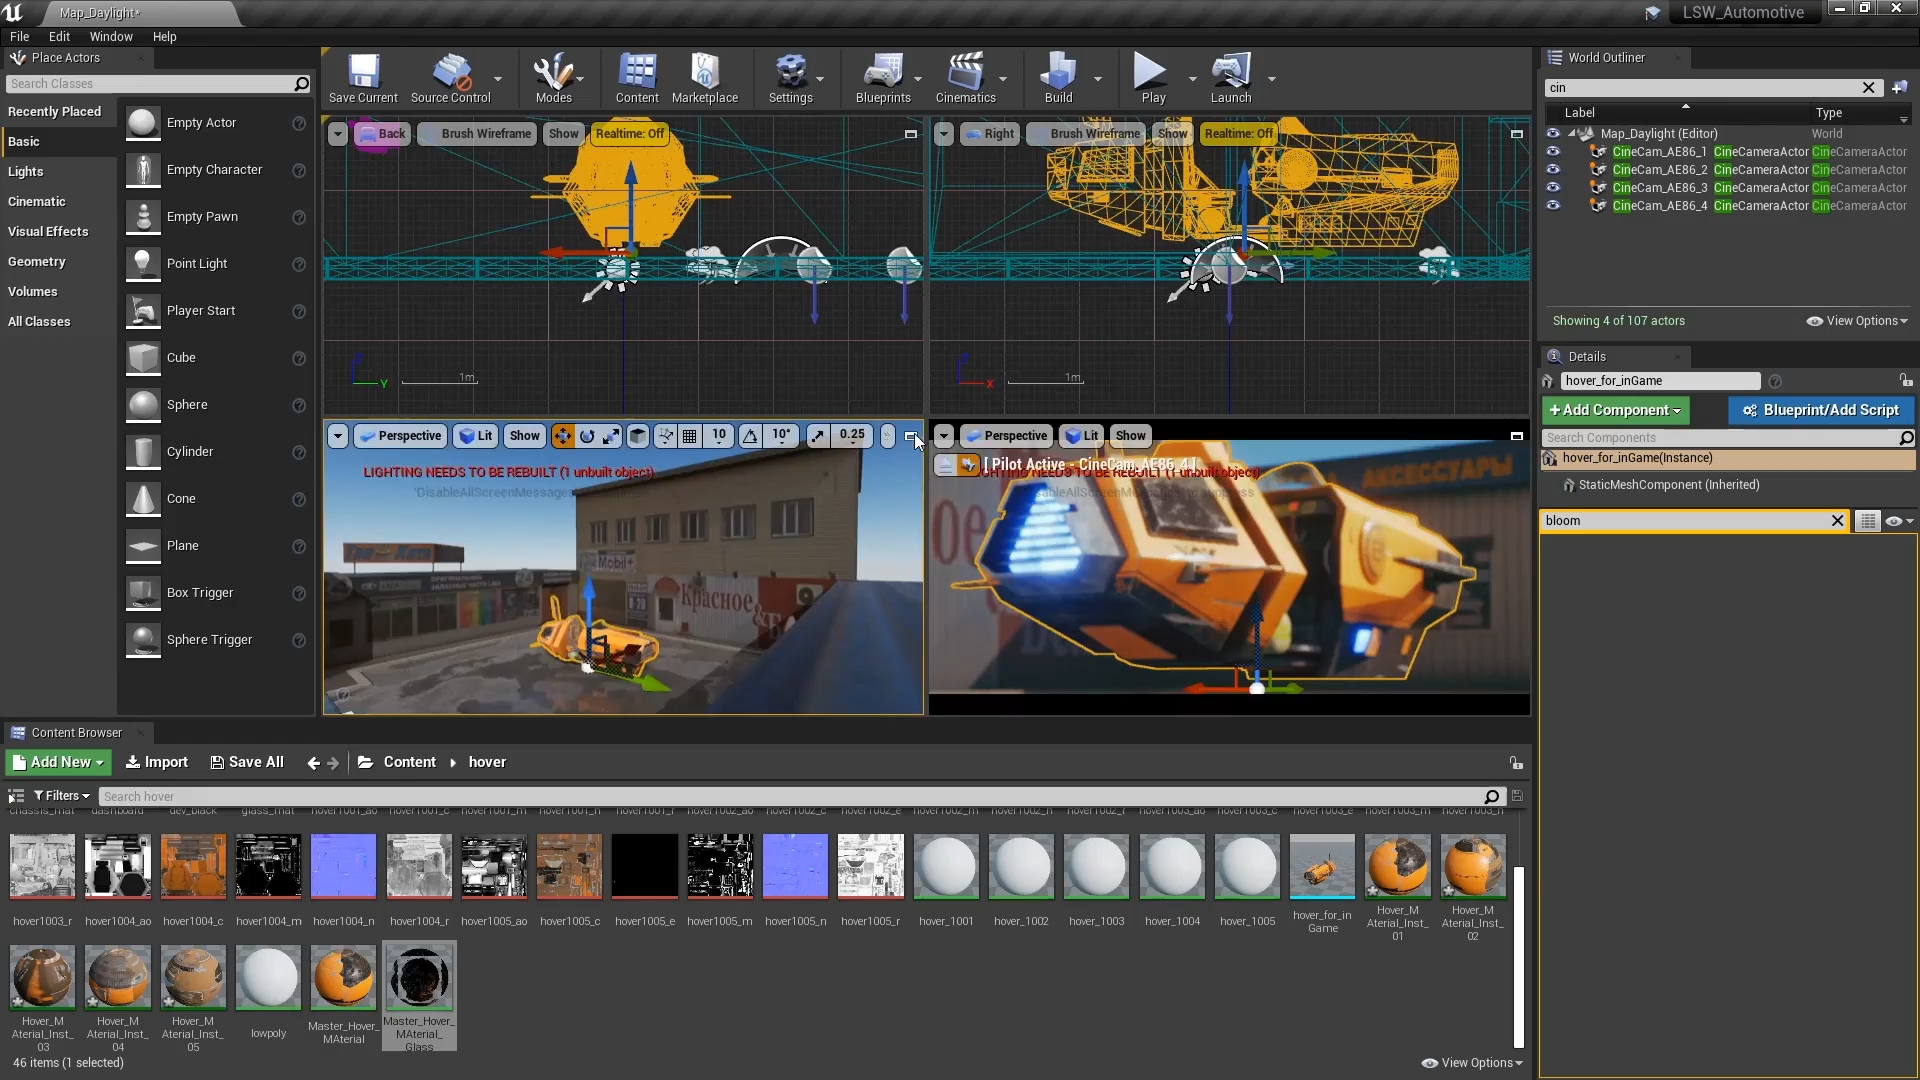 Map_Daylight*
LSW_Automotive
File Edit Window Help
Place Actors
Search Classes
Recently Placed
Basic
Lights
Cinematic
Visual Effects
Geometry
Volumes
All Classes
Empty Actor
Empty Character
Empty Pawn
Point Light
Player Start
Cube
Sphere
Cylinder
Cone
Plane
Box Trigger
Sphere Trigger
Save Current Source Control Modes Content Marketplace Settings Blueprints Cinematics Build Play Launch
Back Brush Wireframe Show Realtime: Off
1m
Y
Right Brush Wireframe Show Realtime: Off
1m
X
Perspective Lit Show 10 10° 0.25
LIGHTING NEEDS TO BE REBUILT (1 unbuilt object)
'DisableAllScreenMessages
Mobil+
Красное&
Perspective Lit Show
[ Pilot Active - CineCam_AE86_4 ]
АКСЕССУАРЫ
World Outliner
cin
Label Type
Map_Daylight (Editor) World
CineCam_AE86_1 CineCameraActor CineCameraActor
CineCam_AE86_2 CineCameraActor CineCameraActor
CineCam_AE86_3 CineCameraActor CineCameraActor
CineCam_AE86_4 CineCameraActor CineCameraActor
Showing 4 of 107 actors
View Options
Details
hover_for_inGame
+Add Component
Blueprint/Add Script
Search Components
hover_for_inGame(Instance)
StaticMeshComponent (Inherited)
bloom
Content Browser
Add New Import Save All Content hover
Filters Search hover
hover1003_r hover1004_ao hover1004_c hover1004_m hover1004_n hover1004_r hover1005_ao hover1005_c hover1005_e hover1005_m hover1005_n hover1005_r hover_1001 hover_1002 hover_1003 hover_1004 hover_1005 hover_for_in Game Hover_M Aterial_Inst_ 01 Hover_M Aterial_Inst_ 02
Hover_M Aterial_Inst_ 03 Hover_M Aterial_Inst_ 04 Hover_M Aterial_Inst_ 05 lowpoly Master_Hover_ MAterial Master_Hover_ MAterial_ Glass
46 items (1 selected)
View Options